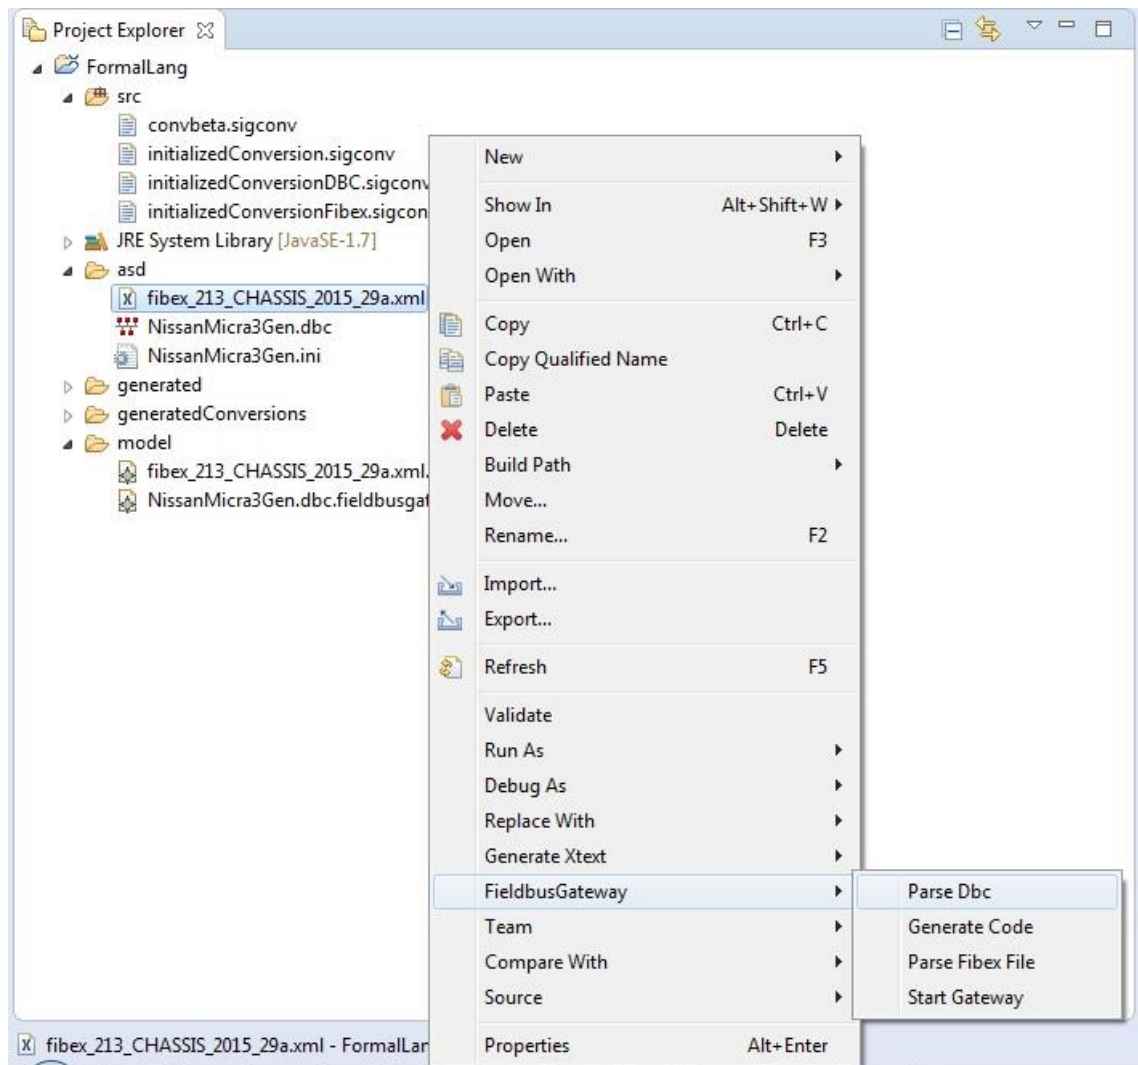 Project Explorer
FormalLang
src
convbeta.sigconv
initializedConversion.sigconv
initializedConversionDBC.sigconv
initializedConversionFibex.sigcon
JRE System Library [JavaSE-1.7]
asd
fibex_213_CHASSIS_2015_29a.xml
NissanMicra3Gen.dbc
NissanMicra3Gen.ini
generated
generatedConversions
model
fibex_213_CHASSIS_2015_29a.xml.
NissanMicra3Gen.dbc.fieldbusgat
New
Show In Alt+Shift+W
Open F3
Open With
Copy Ctrl+C
Copy Qualified Name
Paste Ctrl+V
Delete Delete
Build Path
Move...
Rename... F2
Import...
Export...
Refresh F5
Validate
Run As
Debug As
Replace With
Generate Xtext
FieldbusGateway
Team
Compare With
Source
Properties Alt+Enter
Parse Dbc
Generate Code
Parse Fibex File
Start Gateway
fibex_213_CHASSIS_2015_29a.xml - FormalLar